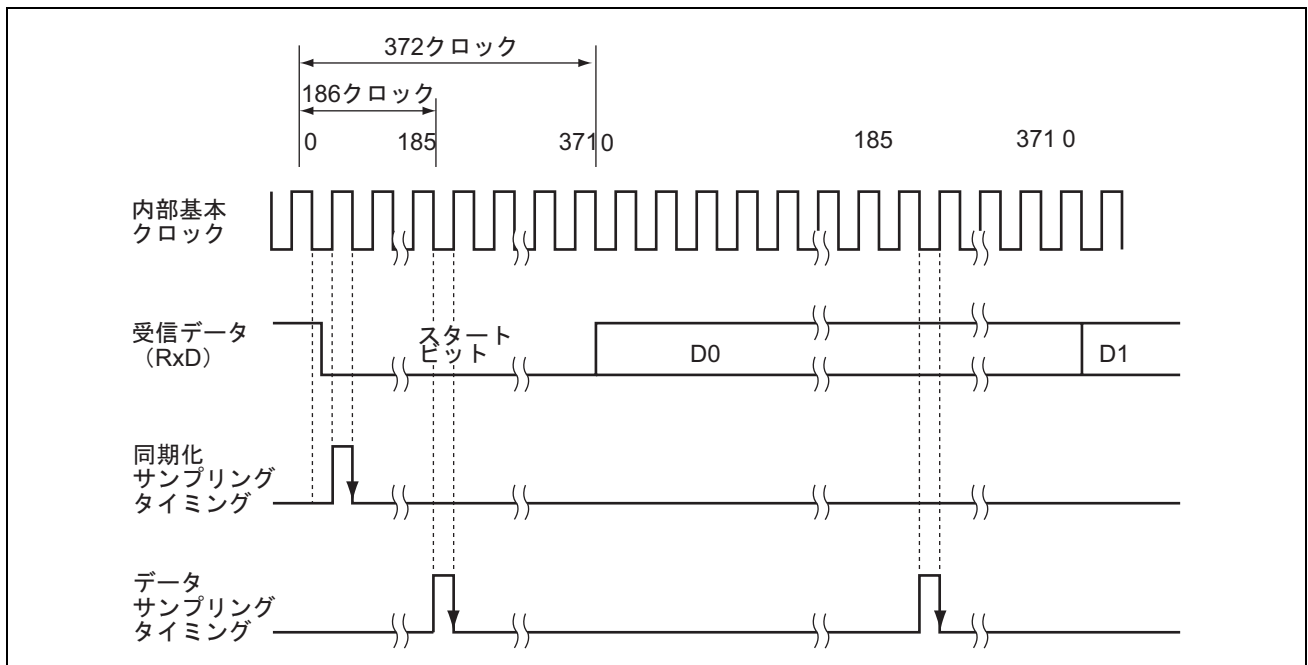 372クロック
186クロック
0 185 371 0 185 371 0
内部基本
クロック
受信データ
(RxD)
スタート
ビット
D0
D1
同期化
サンプリング
タイミング
データ
サンプリング
タイミング